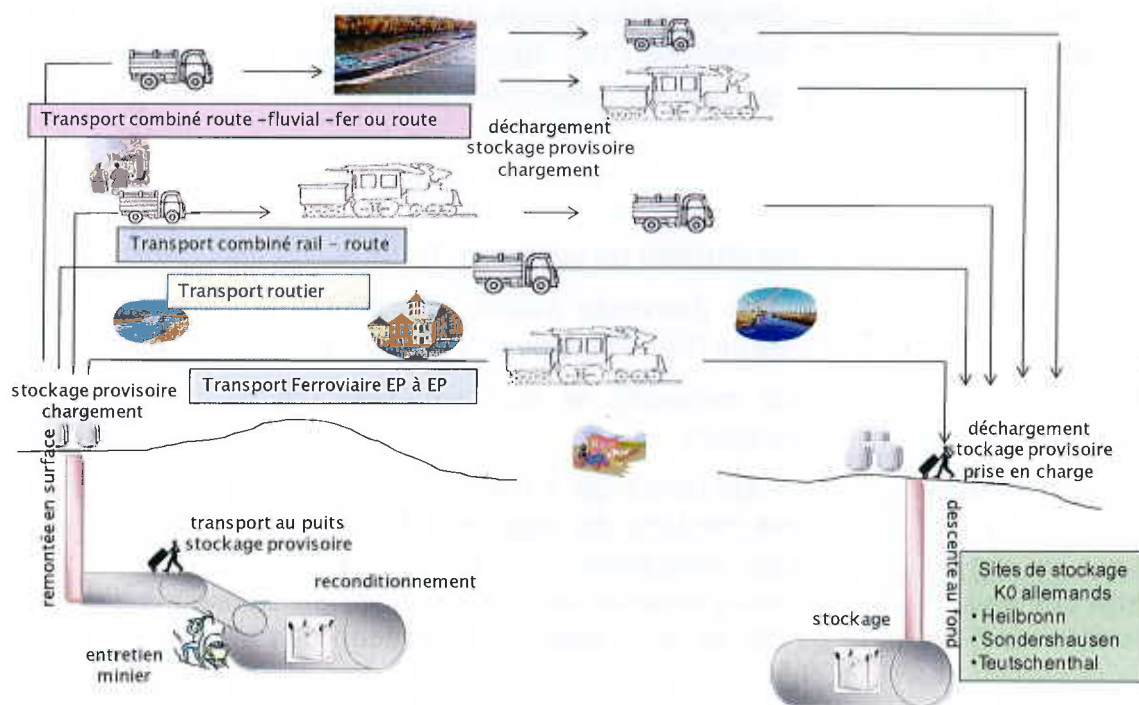 Transport combiné route -fluvial -fer ou route
déchargement
stockage provisoire
chargement
Transport combiné rail - route
Transport routier
Transport Ferroviaire EP à EP
stockage provisoire
chargement
déchargement
tockage provisoire
prise en charge
remontée en surface
transport au puits
stockage provisoire
reconditionnement
entretien
minier
stockage
descente au fond
Sites de stockage
K0 allemands
• Heilbronn
• Sondershausen
• Teutschenthal